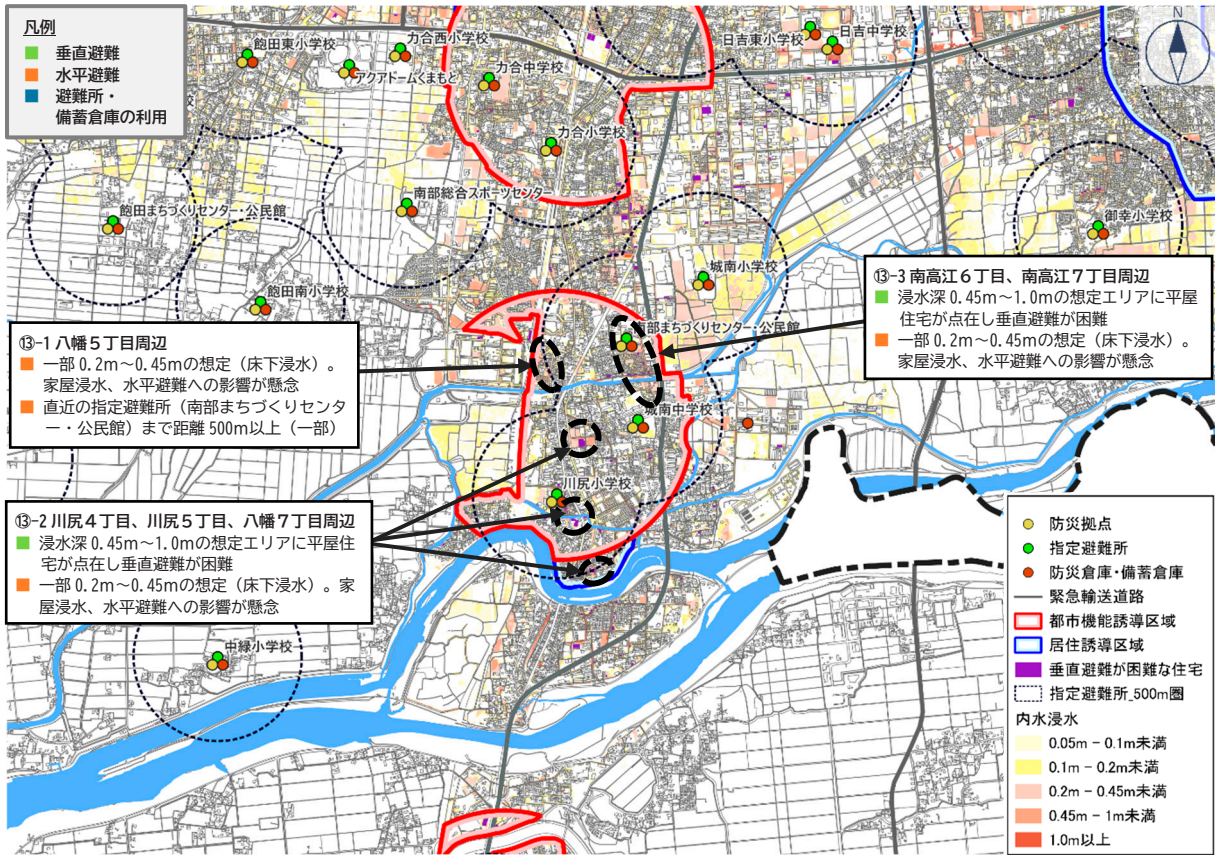 凡例
垂直避難
水平避難
避難所・
備蓄倉庫の利用
飽田東小学校
力合西小学校
アクアドームくまもと
力合中学校
日吉東小学校
日吉中学校
N
力合小学校
南部総合スポーツセンター
飽田まちづくりセンター・公民館
御幸小学校
飽田南小学校
城南小学校
⑬-3 南高江6丁目、南高江7丁目周辺
浸水深0.45m～1.0mの想定エリアに平屋
住宅が点在し垂直避難が困難
一部0.2m～0.45mの想定（床下浸水）。
家屋浸水、水平避難への影響が懸念
南部まちづくりセンター・公民館
⑬-1 八幡5丁目周辺
一部0.2m～0.45mの想定（床下浸水）。
家屋浸水、水平避難への影響が懸念
直近の指定避難所（南部まちづくりセンタ
ー・公民館）まで距離500m以上（一部）
城南中学校
川尻小学校
⑬-2 川尻4丁目、川尻5丁目、八幡7丁目周辺
浸水深0.45m～1.0mの想定エリアに平屋住
宅が点在し垂直避難が困難
一部0.2m～0.45mの想定（床下浸水）。家
屋浸水、水平避難への影響が懸念
中緑小学校
防災拠点
指定避難所
防災倉庫・備蓄倉庫
緊急輸送道路
都市機能誘導区域
居住誘導区域
垂直避難が困難な住宅
指定避難所_500m圏
内水浸水
0.05m - 0.1m未満
0.1m - 0.2m未満
0.2m - 0.45m未満
0.45m - 1m未満
1.0m以上